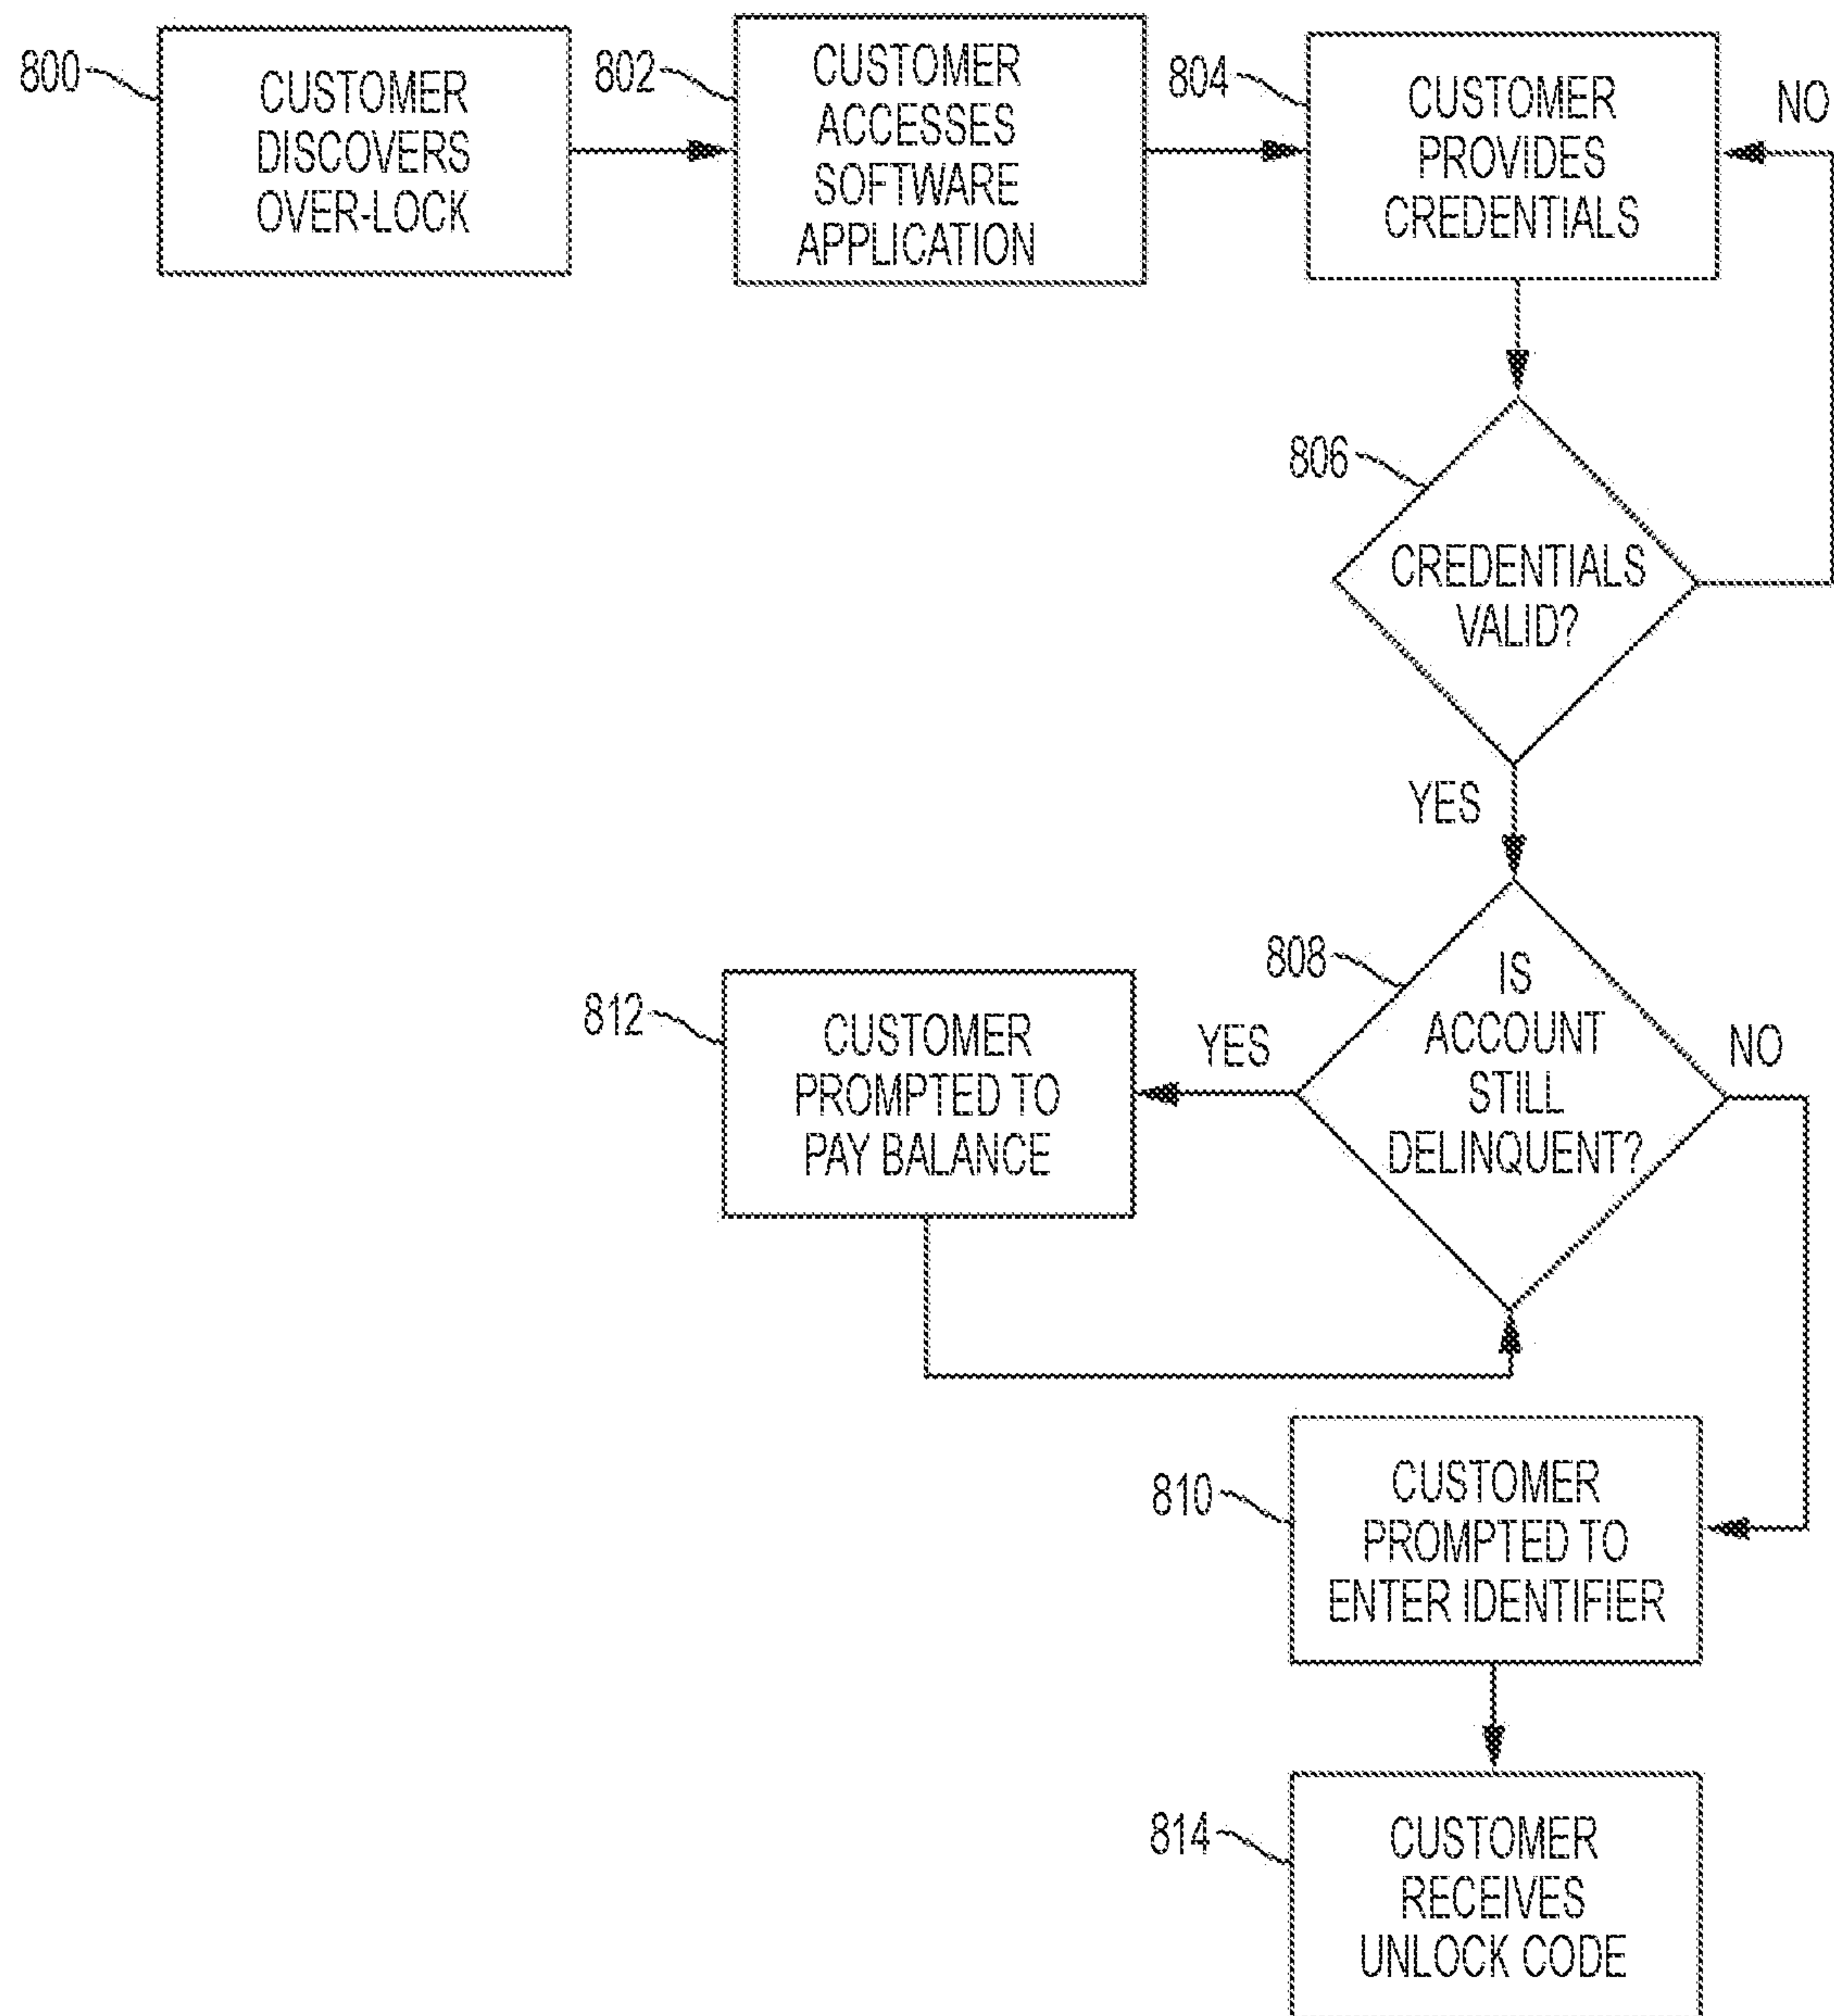 800
CUSTOMER
DISCOVERS
OVER-LOCK
802
CUSTOMER
ACCESSES
SOFTWARE
APPLICATION
804
CUSTOMER
PROVIDES
CREDENTIALS
NO
806
CREDENTIALS
VALID?
YES
808
IS
ACCOUNT
STILL
DELINQUENT?
YES
NO
812
CUSTOMER
PROMPTED TO
PAY BALANCE
810
CUSTOMER
PROMPTED TO
ENTER IDENTIFIER
814
CUSTOMER
RECEIVES
UNLOCK CODE